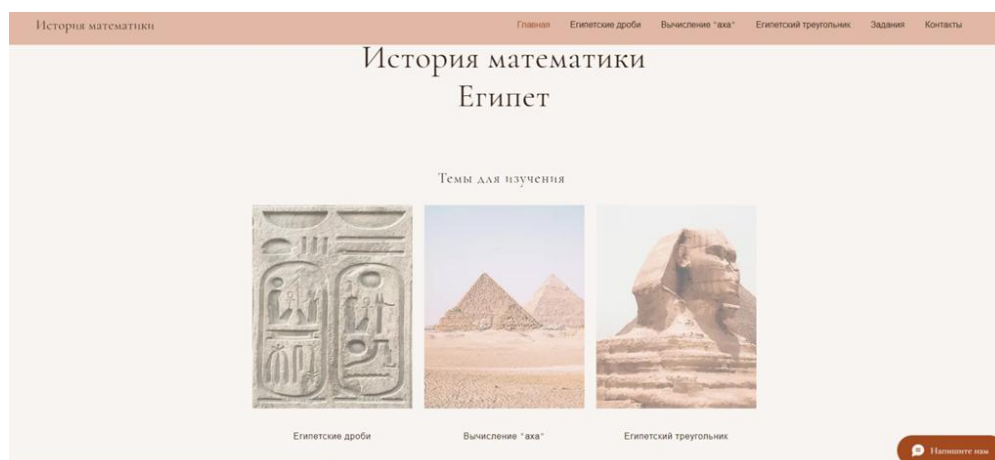 История математики
Главная Египетские дроби Вычисление "аха" Египетский треугольник Задания Контакты
История математики
Египет
Темы для изучения
Египетские дроби Вычисление "аха" Египетский треугольник
Напишите нам